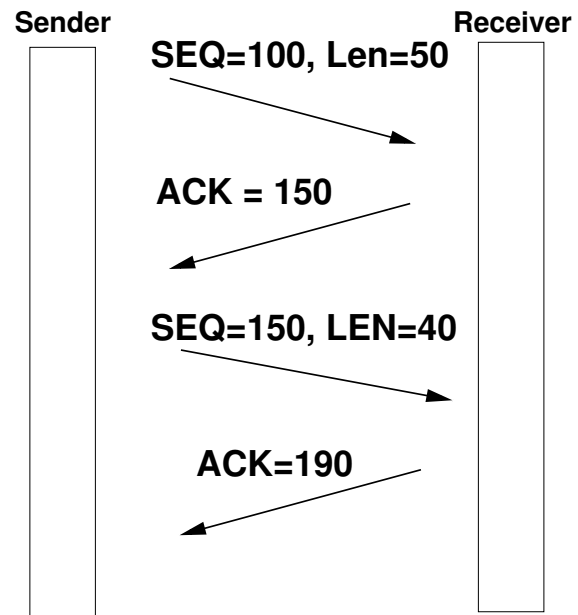 Sender
Receiver
SEQ=100, Len=50
ACK = 150
SEQ=150, LEN=40
ACK=190